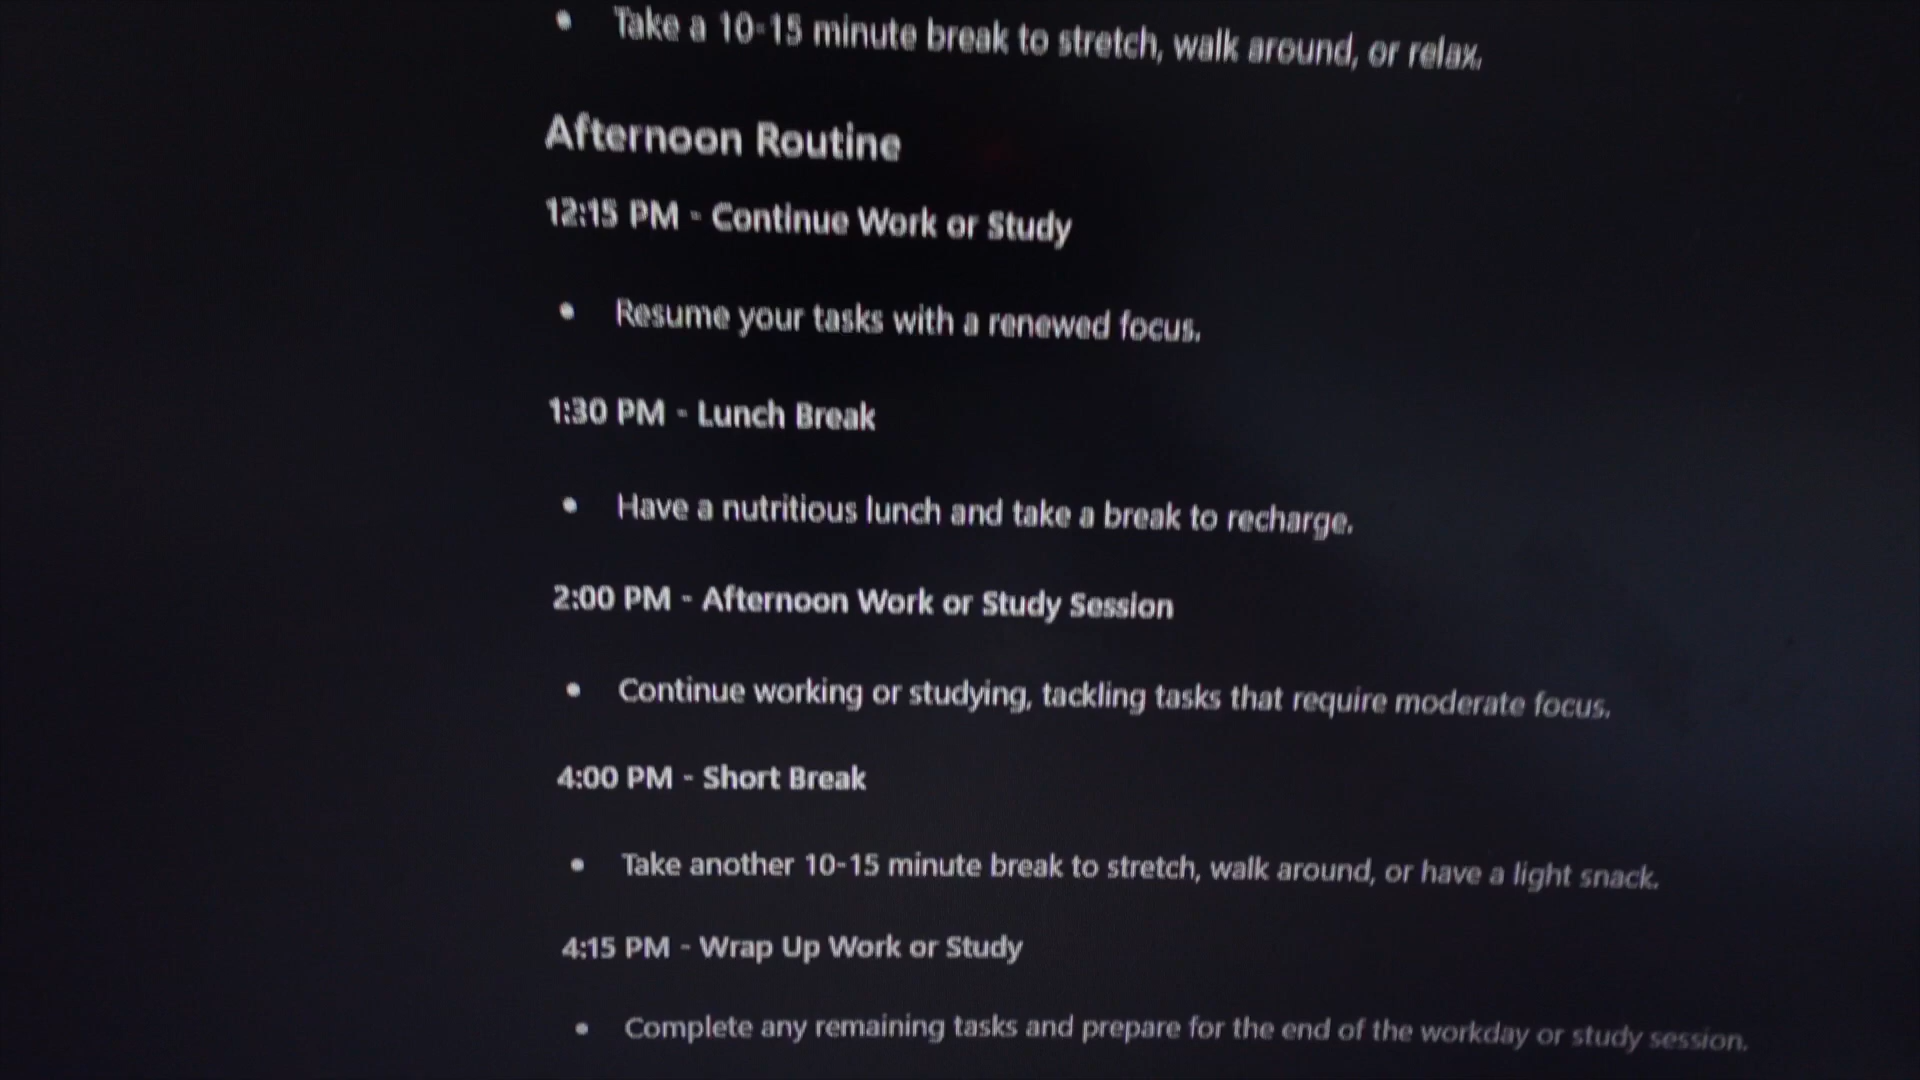 • Take a 10-15 minute break to stretch, walk around, or relax.
Afternoon Routine
12:15 PM - Continue Work or Study
• Resume your tasks with a renewed focus.
1:30 PM - Lunch Break
• Have a nutritious lunch and take a break to recharge.
2:00 PM - Afternoon Work or Study Session
• Continue working or studying, tackling tasks that require moderate focus.
4:00 PM - Short Break
• Take another 10-15 minute break to stretch, walk around, or have a light snack.
4:15 PM - Wrap Up Work or Study
• Complete any remaining tasks and prepare for the end of the workday or study session.